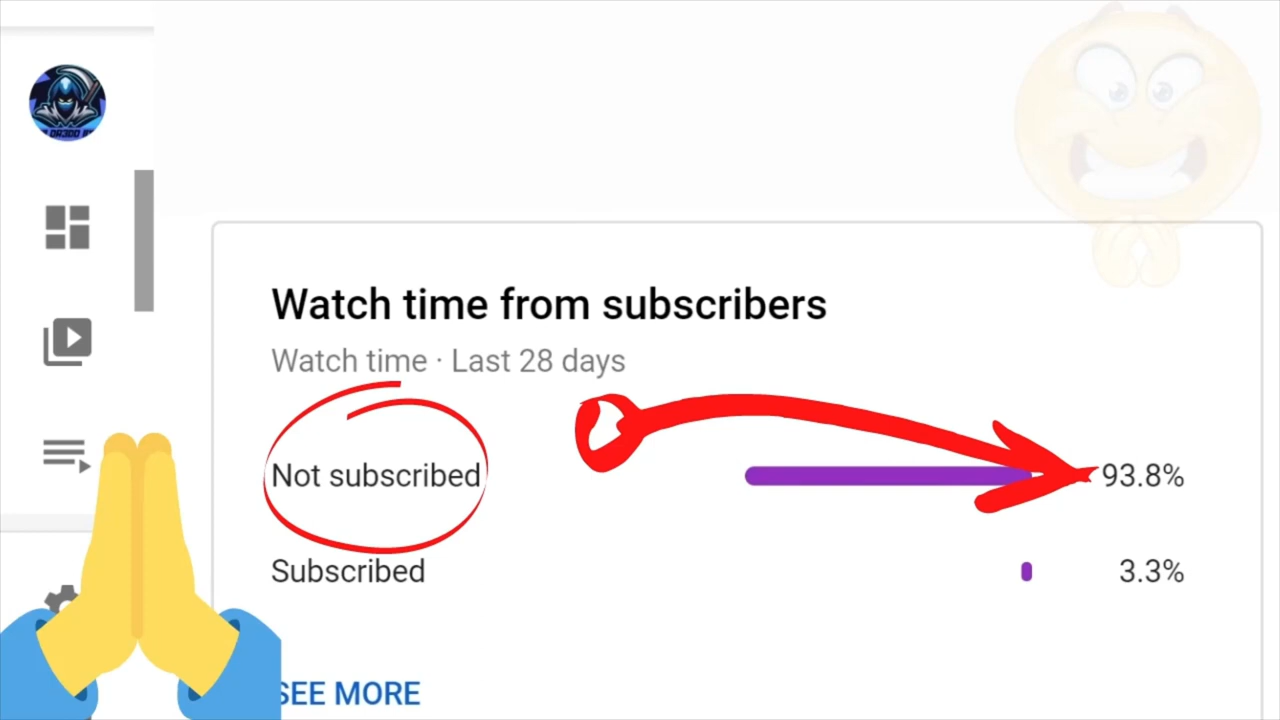 Watch time from subscribers
Watch time · Last 28 days
Not subscribed 93.8%
Subscribed 3.3%
SEE MORE